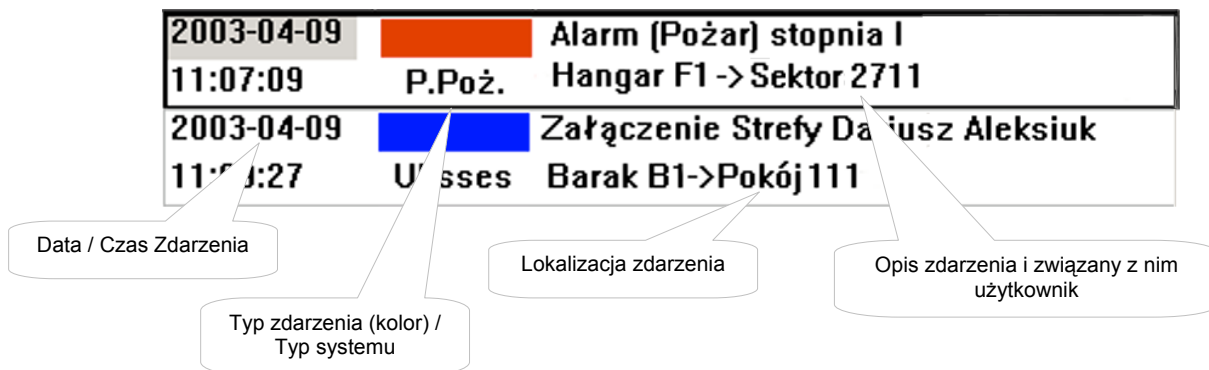 2003-04-09 Alarm (Pożar) stopnia I
11:07:09 P.Poż. Hangar F1 -> Sektor 2711
2003-04-09 Załączenie Strefy Aleksiuk
Barak B1->Pokój 111
Data / Czas Zdarzenia
Lokalizacja zdarzenia
Opis zdarzenia i związany z nim
użytkownik
Typ zdarzenia (kolor) /
Typ systemu